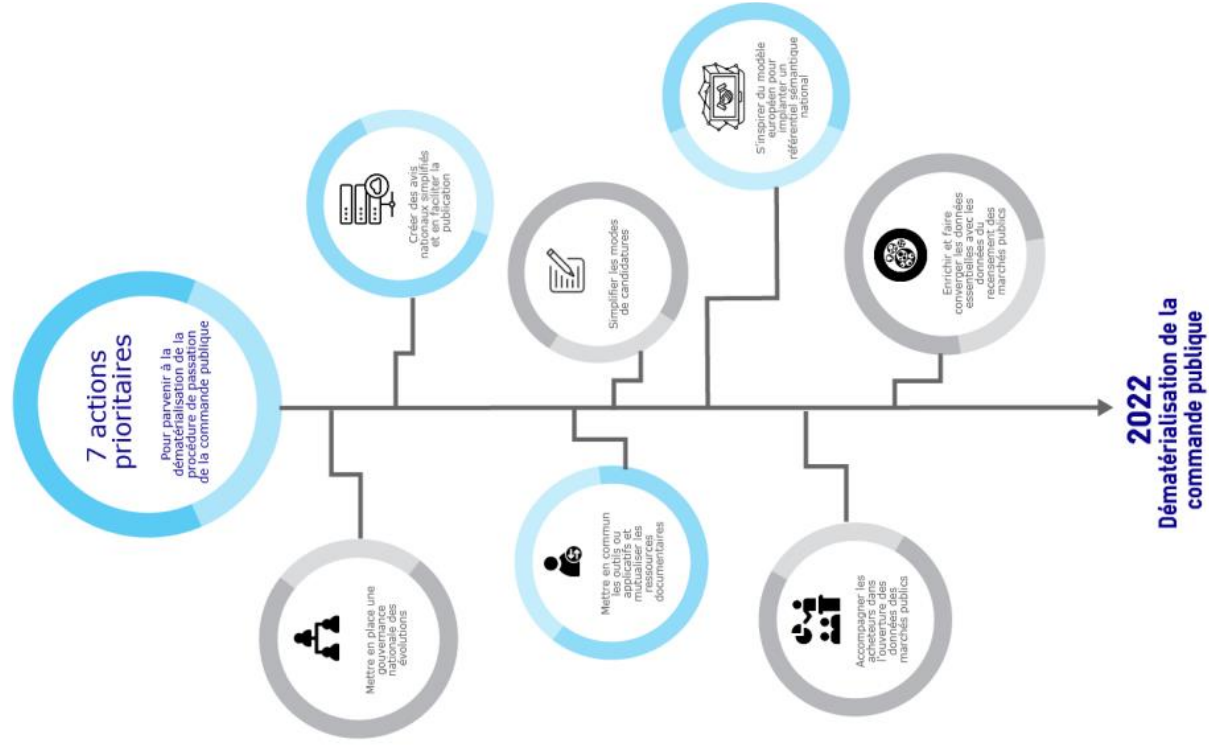 7 actions
prioritaires
Pour parvenir à la
dématérialisation de la
procédure de passation
de la commande publique
Mettre en place une
gouvernance
nationale des
évolutions
Créer des avis
nationaux simplifiés
et en faciliter la
publication
Mettre en commun
les outils ou
applicatifs et
mutualiser les
ressources
documentaires
Simplifier les modes
de candidatures
S'inspirer du modèle
européen pour
implanter un
référentiel sémantique
national
Accompagner les
acheteurs dans
l'ouverture des
données des
marchés publics
Enrichir et faire
converger les données
essentielles avec les
données du
recensement des
marchés publics
2022
Dématérialisation de la
commande publique